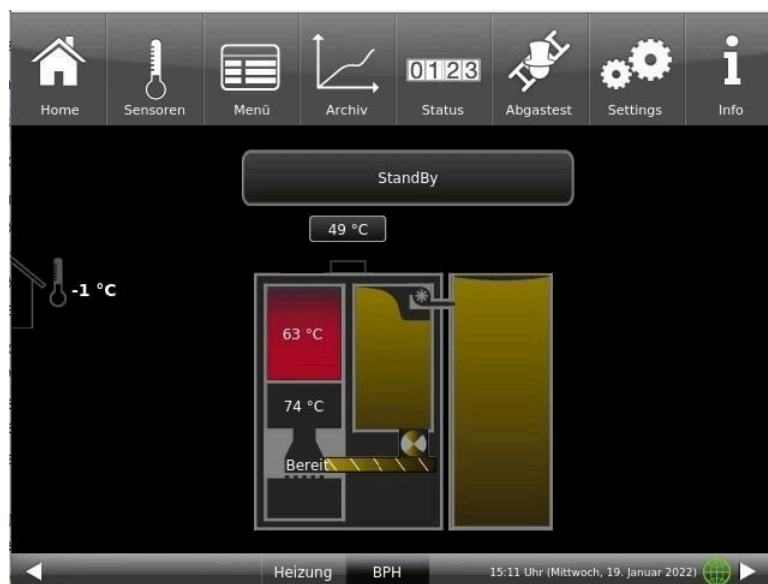 0123
Home Sensoren Menü Archiv Status Abgastest Settings Info
StandBy
49 °C
-1 °C
63 °C
74 °C
Bereit
Heizung BPH 15:11 Uhr (Mittwoch, 19. Januar 2022)